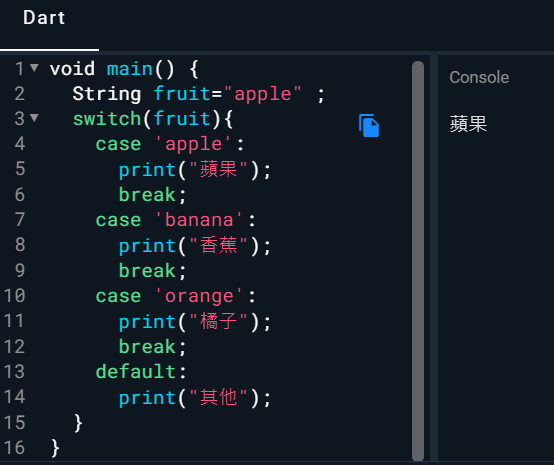 Dart
1 void main() {
2 String fruit="apple" ;
3 switch(fruit){
4 case 'apple':
5 print("蘋果");
6 break;
7 case 'banana':
8 print("香蕉");
9 break;
10 case 'orange':
11 print("橘子");
12 break;
13 default:
14 print("其他");
15 }
16 }
Console
蘋果